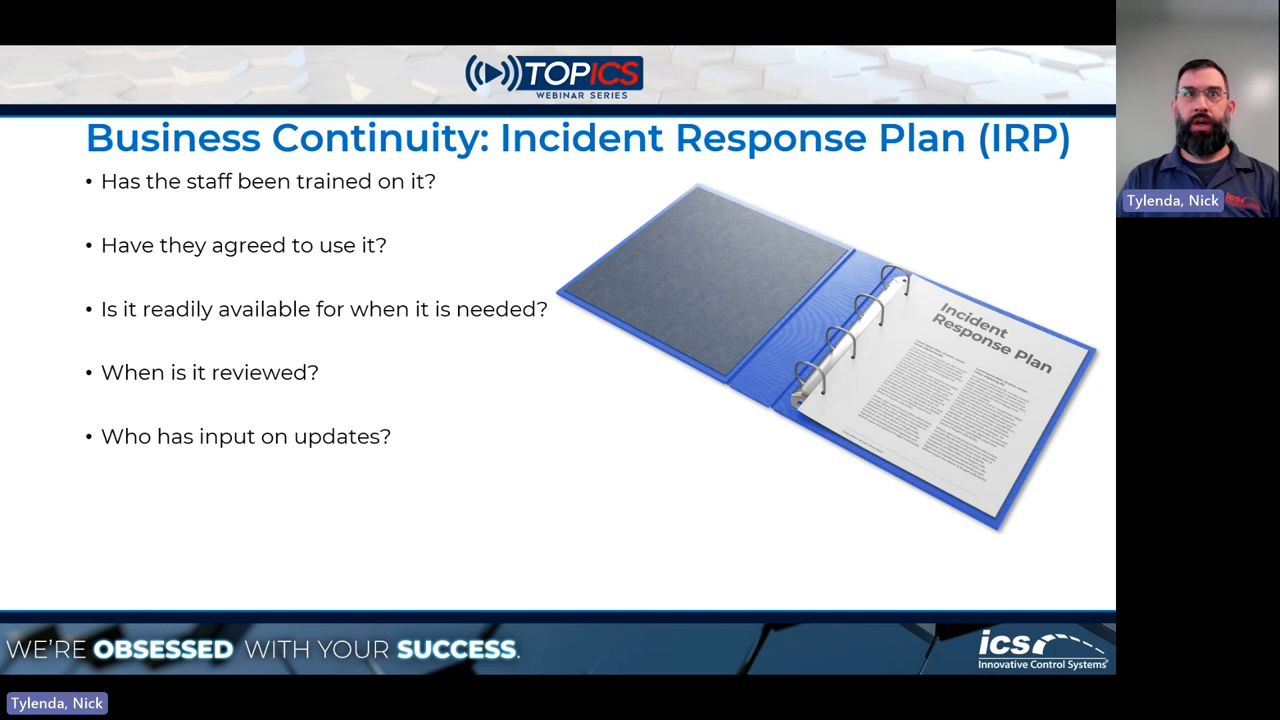 TOPICS
WEBINAR SERIES
Business Continuity: Incident Response Plan (IRP)
• Has the staff been trained on it?
• Have they agreed to use it?
• Is it readily available for when it is needed?
• When is it reviewed?
• Who has input on updates?
Incident
Response Plan
Tylenda, Nick
ics
WE'RE OBSESSED WITH YOUR SUCCESS.
ics
Innovative Control Systems
Tylenda, Nick